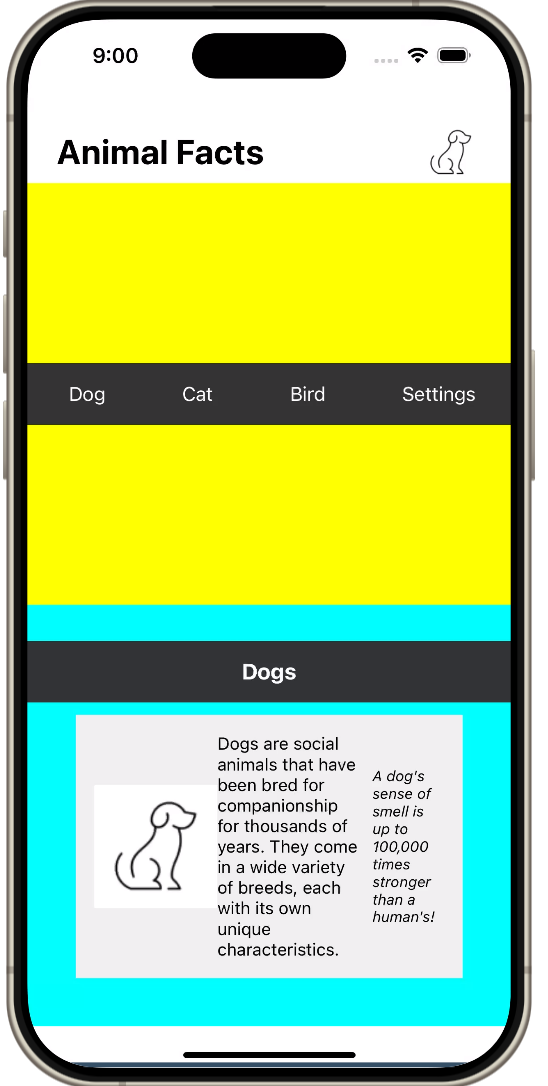 9:00
Animal Facts
Dog Cat Bird Settings
Dogs
Dogs are social
animals that have
been bred for
companionship
for thousands of
years. They come
in a wide variety
of breeds, each
with its own
unique
characteristics.
A dog's
sense of
smell is
up to
100,000
times
stronger
than a
human's!